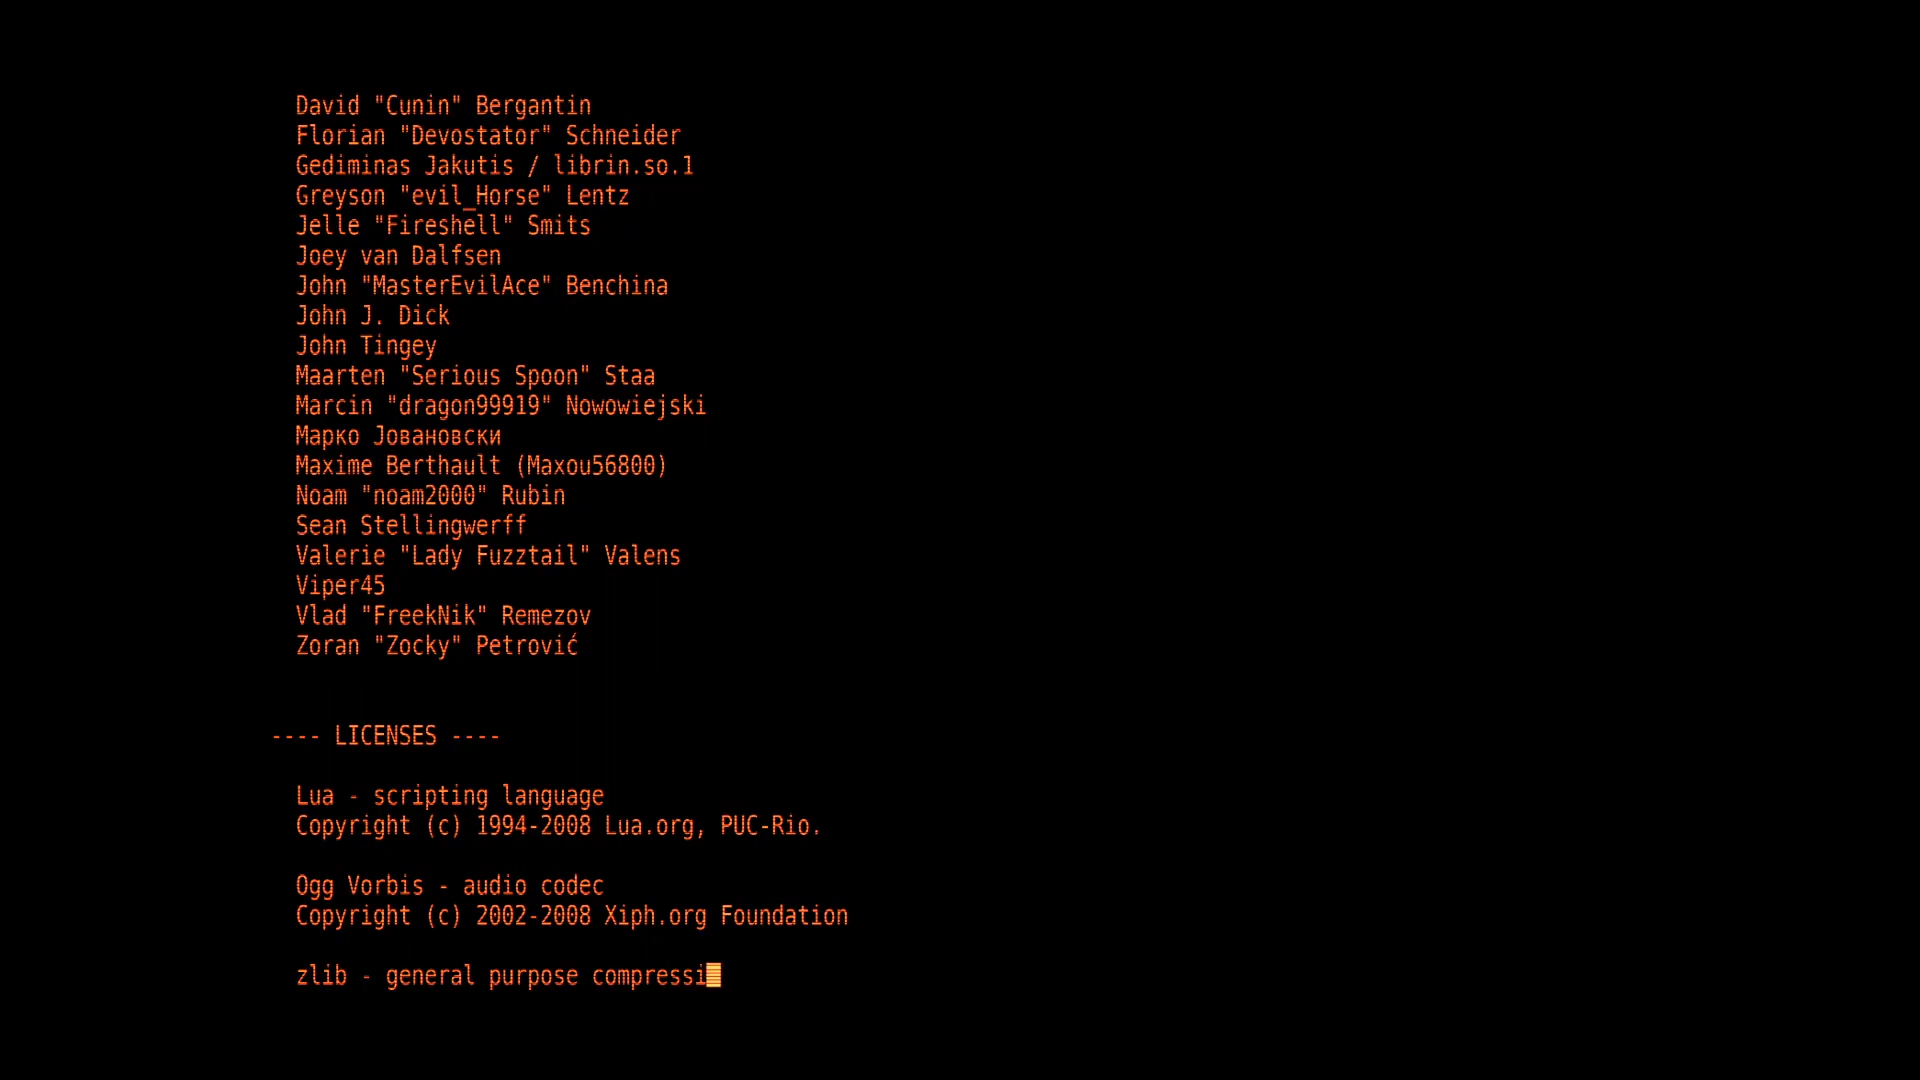 David "Cunin" Bergantin
Florian "Devostator" Schneider
Gediminas Jakutis / librin.so.1
Greyson "evil_Horse" Lentz
Jelle "Fireshell" Smits
Joey van Dalfsen
John "MasterEvilAce" Benchina
John J. Dick
John Tingey
Maarten "Serious Spoon" Staa
Marcin "dragon99919" Nowowiejski
Марко Јовановски
Maxime Berthault (Maxou56800)
Noam "noam2000" Rubin
Sean Stellingwerff
Valerie "Lady Fuzztail" Valens
Viper45
Vlad "FreekNik" Remezov
Zoran "Zocky" Petrović
---- LICENSES ----
Lua - scripting language
Copyright (c) 1994-2008 Lua.org, PUC-Rio.
Ogg Vorbis - audio codec
Copyright (c) 2002-2008 Xiph.org Foundation
zlib - general purpose compressi